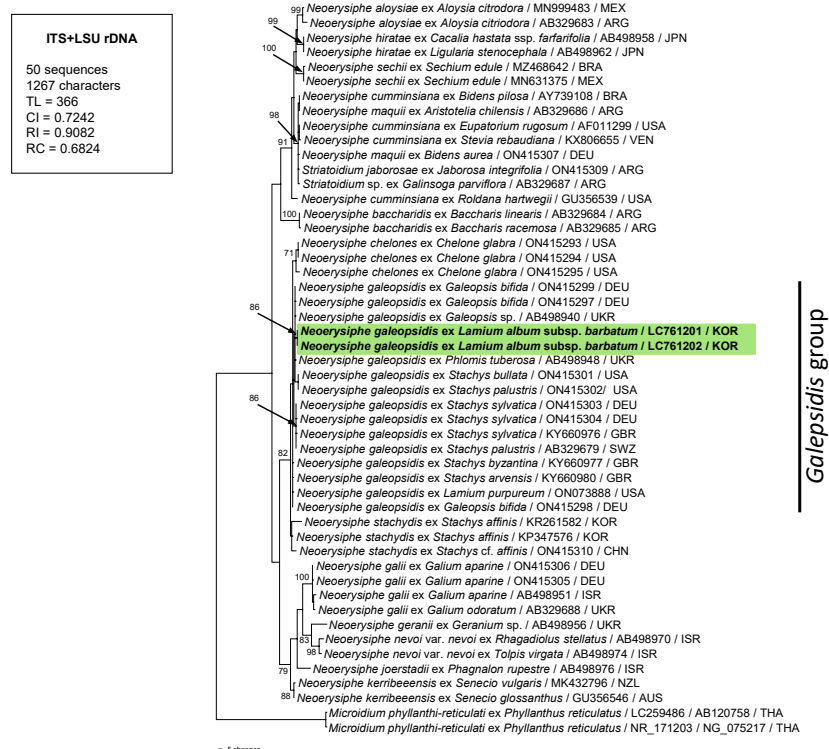 ITS+LSU rDNA
50 sequences
1267 characters
TL = 366
CI = 0.7242
RI = 0.9082
RC = 0.6824
99
Neoerysiphe aloysiae ex Aloysia citrodora / MN999483 / MEX
Neoerysiphe aloysiae ex Aloysia citriodora / AB329683 / ARG
99
Neoerysiphe hiratae ex Cacalia hastata ssp. farfarifolia / AB498958 / JPN
Neoerysiphe hiratae ex Ligularia stenocephala / AB498962 / JPN
100
Neoerysiphe sechii ex Sechium edule / MZ468642 / BRA
Neoerysiphe sechii ex Sechium edule / MN631375 / MEX
Neoerysiphe cumminsiana ex Bidens pilosa / AY739108 / BRA
Neoerysiphe maquii ex Aristotelia chilensis / AB329686 / ARG
98
Neoerysiphe cumminsiana ex Eupatorium rugosum / AF011299 / USA
Neoerysiphe cumminsiana ex Stevia rebaudiana / KX806655 / VEN
91
Neoerysiphe maquii ex Bidens aurea / ON415307 / DEU
Striatoidium jaborosae ex Jaborosa integrifolia / ON415309 / ARG
Striatoidium sp. ex Galinsoga parviflora / AB329687 / ARG
Neoerysiphe cumminsiana ex Roldana hartwegii / GU356539 / USA
100
Neoerysiphe baccharidis ex Baccharis linearis / AB329684 / ARG
Neoerysiphe baccharidis ex Baccharis racemosa / AB329685 / ARG
71
Neoerysiphe chelones ex Chelone glabra / ON415293 / USA
Neoerysiphe chelones ex Chelone glabra / ON415294 / USA
Neoerysiphe chelones ex Chelone glabra / ON415295 / USA
Neoerysiphe galeopsidis ex Galeopsis bifida / ON415299 / DEU
Neoerysiphe galeopsidis ex Galeopsis bifida / ON415297 / DEU
86
Neoerysiphe galeopsidis ex Galeopsis sp. / AB498940 / UKR
Neoerysiphe galeopsidis ex Lamium album subsp. barbatum / LC761201 / KOR
Neoerysiphe galeopsidis ex Lamium album subsp. barbatum / LC761202 / KOR
Neoerysiphe galeopsidis ex Phlomis tuberosa / AB498948 / UKR
Neoerysiphe galeopsidis ex Stachys bullata / ON415301 / USA
Neoerysiphe galeopsidis ex Stachys palustris / ON415302/ USA
86
Neoerysiphe galeopsidis ex Stachys sylvatica / ON415303 / DEU
Neoerysiphe galeopsidis ex Stachys sylvatica / ON415304 / DEU
Neoerysiphe galeopsidis ex Stachys sylvatica / KY660976 / GBR
Neoerysiphe galeopsidis ex Stachys palustris / AB329679 / SWZ
82
Neoerysiphe galeopsidis ex Stachys byzantina / KY660977 / GBR
Neoerysiphe galeopsidis ex Stachys arvensis / KY660980 / GBR
Neoerysiphe galeopsidis ex Lamium purpureum / ON073888 / USA
Neoerysiphe galeopsidis ex Galeopsis bifida / ON415298 / DEU
Galepsidis group
Neoerysiphe stachydis ex Stachys affinis / KR261582 / KOR
Neoerysiphe stachydis ex Stachys affinis / KP347576 / KOR
Neoerysiphe stachydis ex Stachys cf. affinis / ON415310 / CHN
100
Neoerysiphe galii ex Galium aparine / ON415306 / DEU
Neoerysiphe galii ex Galium aparine / ON415305 / DEU
Neoerysiphe galii ex Galium aparine / AB498951 / ISR
Neoerysiphe galii ex Galium odoratum / AB329688 / UKR
Neoerysiphe geranii ex Geranium sp. / AB498956 / UKR
83
Neoerysiphe nevoi var. nevoi ex Rhagadiolus stellatus / AB498970 / ISR
98
Neoerysiphe nevoi var. nevoi ex Tolpis virgata / AB498974 / ISR
79
Neoerysiphe joerstadii ex Phagnalon rupestre / AB498976 / ISR
Neoerysiphe kerribeeensis ex Senecio vulgaris / MK432796 / NZL
88
Neoerysiphe kerribeeensis ex Senecio glossanthus / GU356546 / AUS
Microidium phyllanthi-reticulati ex Phyllanthus reticulatus / LC259486 / AB120758 / THA
Microidium phyllanthi-reticulati ex Phyllanthus reticulatus / NR_171203 / NG_075217 / THA